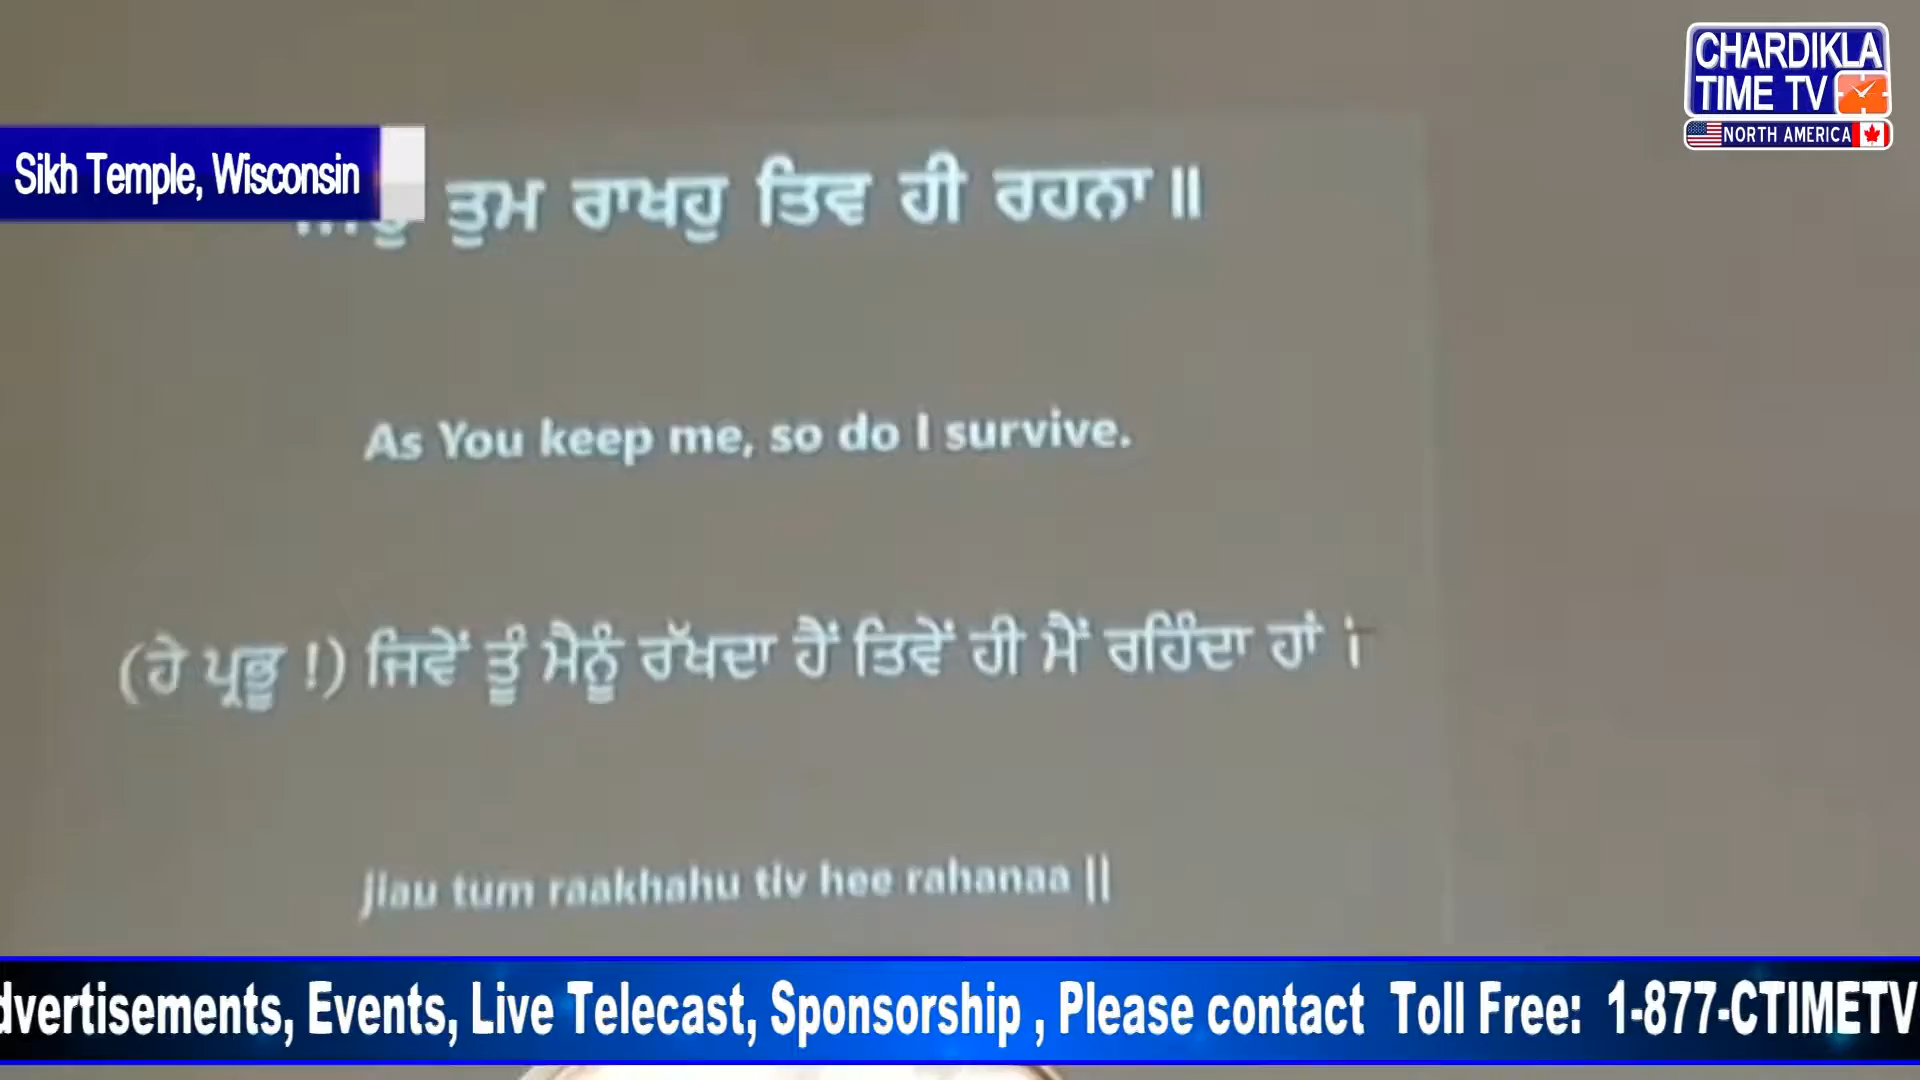 CHARDIKLA
TIME TV
NORTH AMERICA
Sikh Temple, Wisconsin
ਤੁਮ ਰਾਖਹੁ ਤਿਵ ਹੀ ਰਹਨਾ ॥
As You keep me, so do I survive.
(ਹੇ ਪ੍ਰਭੂ !) ਜਿਵੇਂ ਤੂੰ ਮੈਨੂੰ ਰੱਖਦਾ ਹੈਂ ਤਿਵੇਂ ਹੀ ਮੈਂ ਰਹਿੰਦਾ ਹਾਂ ।
jiau tum raakhahu tiv hee rahanaa ||
dvertisements, Events, Live Telecast, Sponsorship , Please contact Toll Free: 1-877-CTIMETV